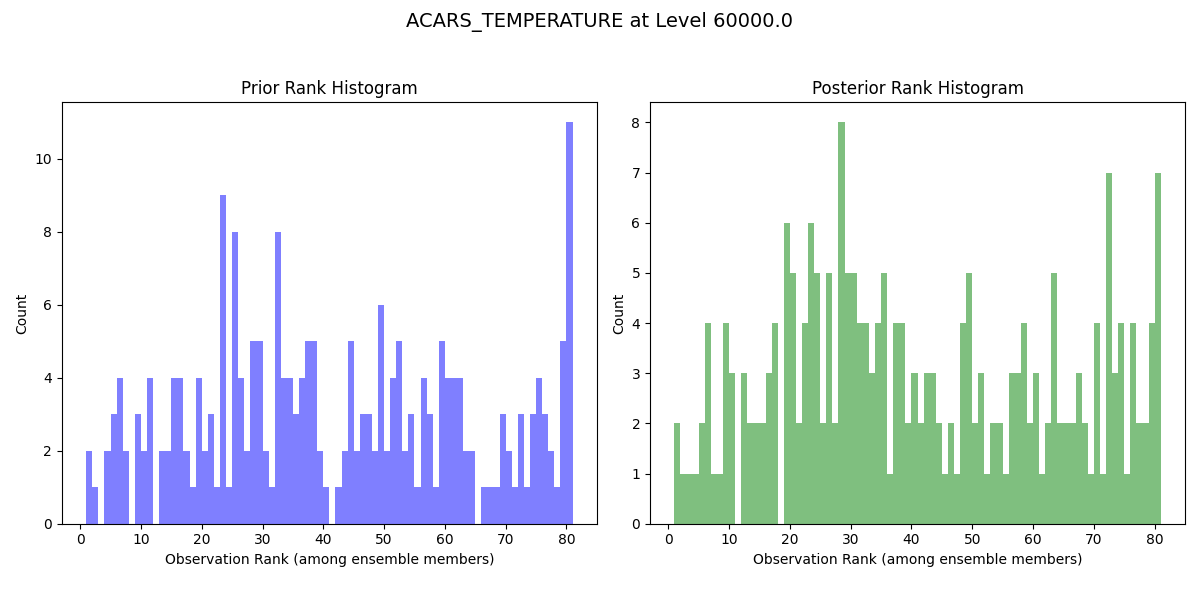 ACARS_TEMPERATURE at Level 60000.0
Prior Rank Histogram
Count
0
2
4
6
8
10
0 10 20 30 40 50 60 70 80
Observation Rank (among ensemble members)
Posterior Rank Histogram
Count
0
1
2
3
4
5
6
7
8
0 10 20 30 40 50 60 70 80
Observation Rank (among ensemble members)